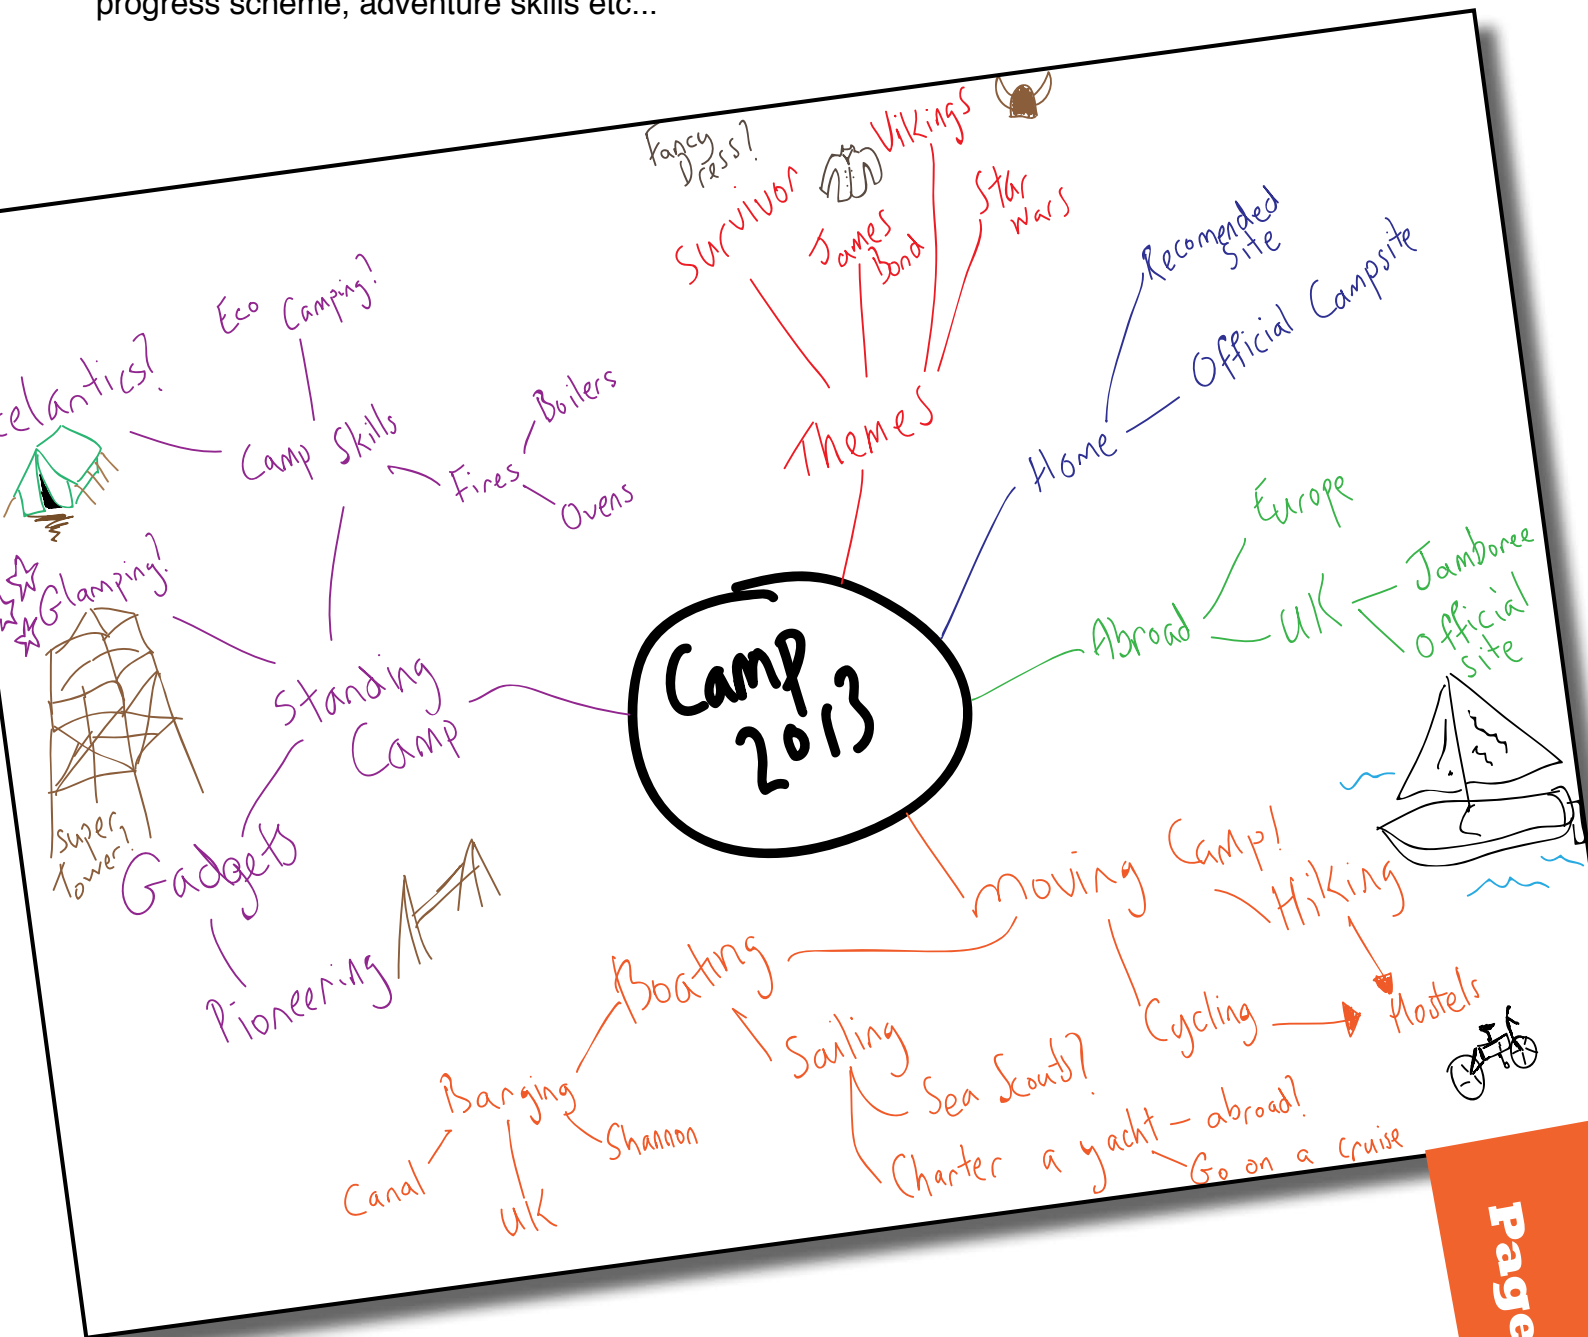 progress scheme, adventure skills etc...
Fancy
Dress?
Survivor
James
Bond
Vikings
Star
Wars
Themes
Recomended
Site
Official Campsite
Home
Eco Camping?
Camp Skills
Boilers
Fires
Ovens
Glamping?
Standing
Camp
Super
Tower!
Gadgets
Pioneering
Camp
2013
Europe
Abroad
UK
Jamboree
Official
site
Moving Camp!
Hiking
Boating
Cycling
Hostels
Sailing
Sea Scouts?
Charter a yacht – abroad?
Go on a cruise
Barging
Shannon
Canal
UK
Page